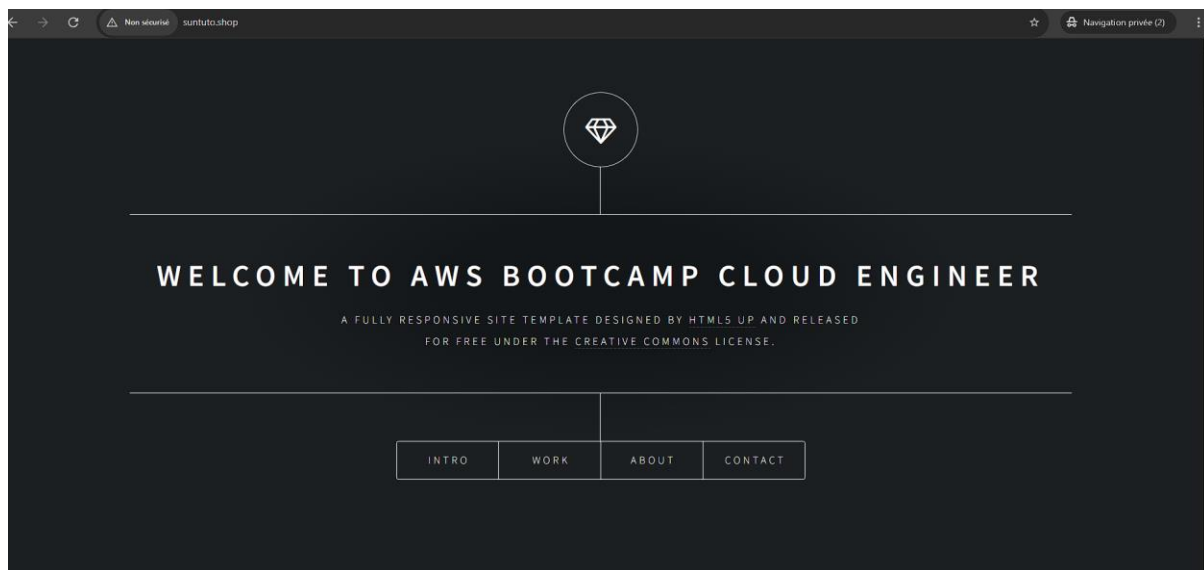 Non sécurisé suntuto.shop Navigation privée (2)
WELCOME TO AWS BOOTCAMP CLOUD ENGINEER
A FULLY RESPONSIVE SITE TEMPLATE DESIGNED BY HTML5 UP AND RELEASED
FOR FREE UNDER THE CREATIVE COMMONS LICENSE.
INTRO WORK ABOUT CONTACT